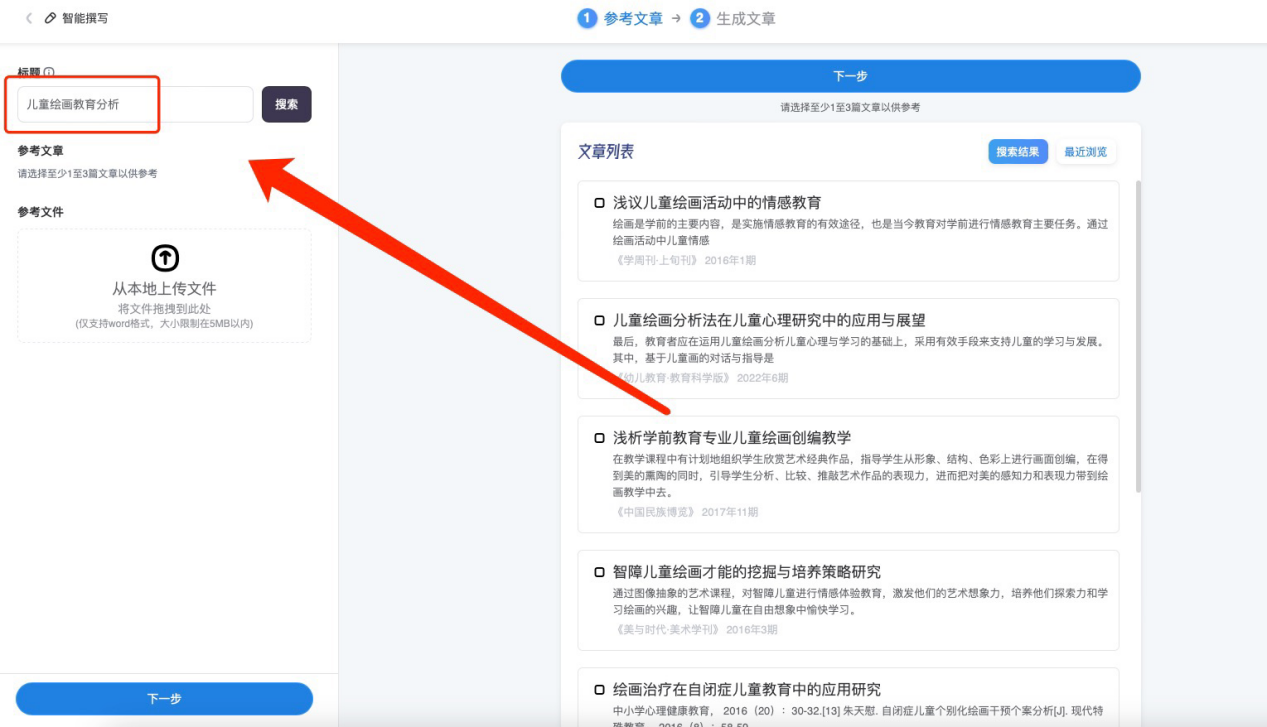 智能撰写
1 参考文章 → 2 生成文章
标题
儿童绘画教育分析
搜索
参考文章
请选择至少1至3篇文章以供参考
参考文件
从本地上传文件
将文件拖拽到此处
(仅支持word格式，大小限制在5MB以内)
下一步
下一步
请选择至少1至3篇文章以供参考
文章列表
搜索结果
最近浏览
浅议儿童绘画活动中的情感教育
绘画是学前的主要内容，是实施情感教育的有效途径，也是当今教育对学前进行情感教育主要任务。通过
绘画活动中儿童情感
《学周刊·上旬刊》 2016年1期
儿童绘画分析法在儿童心理研究中的应用与展望
最后，教育者应在运用儿童绘画分析儿童心理与学习的基础上，采用有效手段来支持儿童的学习与发展。
其中，基于儿童画的对话与指导是
《幼儿教育·教育科学版》 2022年6期
浅析学前教育专业儿童绘画创编教学
在教学课程中有计划地组织学生欣赏艺术经典作品，指导学生从形象、结构、色彩上进行画面创编，在得
到美的熏陶的同时，引导学生分析、比较、推敲艺术作品的表现力，进而把对美的感知力和表现力带到绘
画教学中去。
《中国民族博览》 2017年11期
智障儿童绘画才能的挖掘与培养策略研究
通过图像抽象的艺术课程，对智障儿童进行情感体验教育，激发他们的艺术想象力，培养他们探索力和学
习绘画的兴趣，让智障儿童在自由想象中愉快学习。
《美与时代·美术学刊》 2016年3期
绘画治疗在自闭症儿童教育中的应用研究
中小学心理健康教育， 2016（20）：30-32.[13] 朱天慰. 自闭症儿童个别化绘画干预个案分析[J]. 现代特
殊教育， 2016（8）：58-59